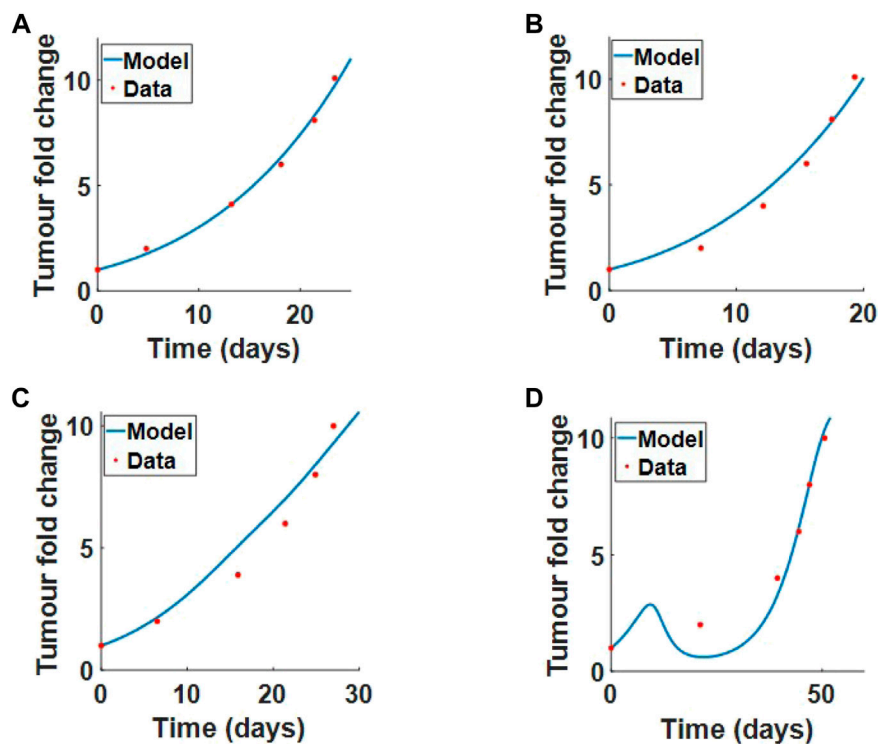 A
Model
Data
10
5
0
0 10 20
Tumour fold change
Time (days)
B
Model
Data
10
5
0
0 10 20
Tumour fold change
Time (days)
C
Model
Data
10
5
0
0 10 20 30
Tumour fold change
Time (days)
D
Model
Data
10
5
0
0 50
Tumour fold change
Time (days)